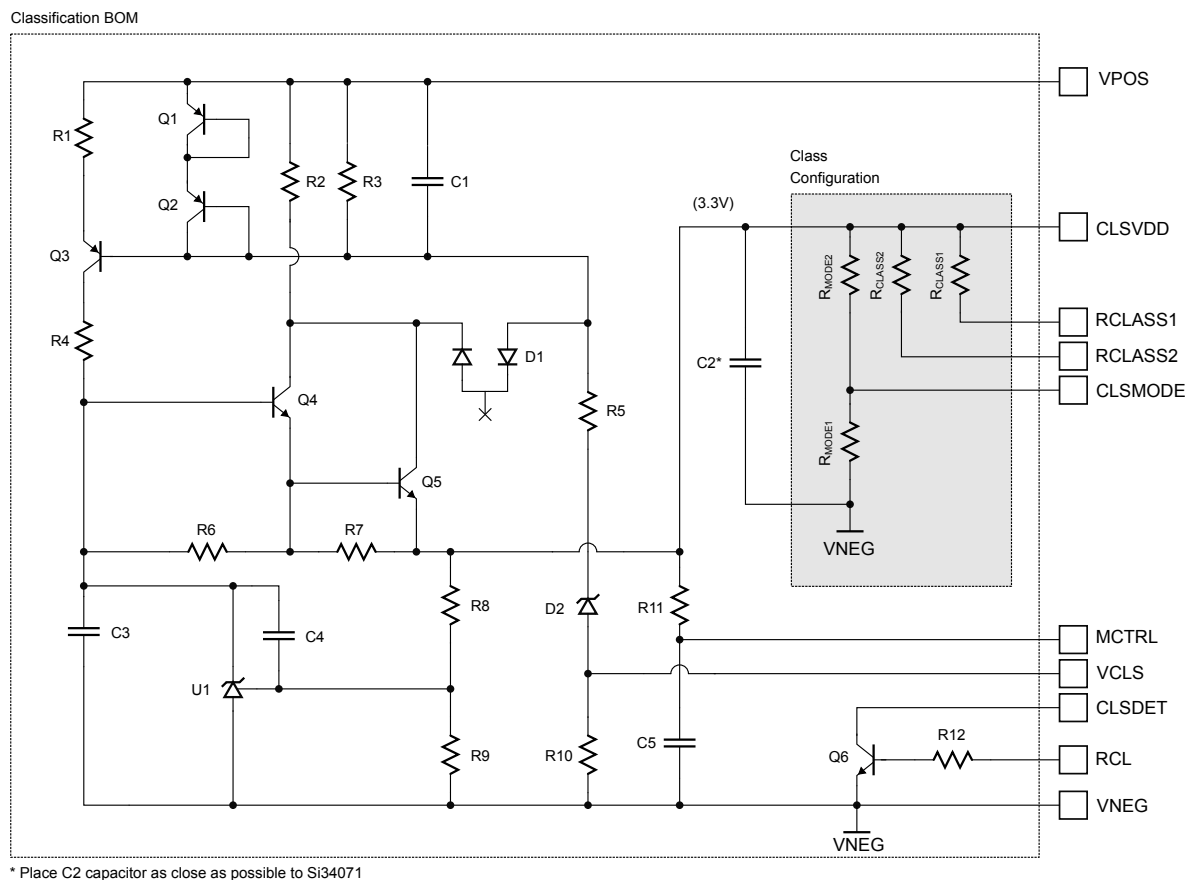 Classification BOM
VPOS
Q1
R1
Class
Configuration
R2
R3
C1
Q2
(3.3V)
CLSVDD
Q3
RMODE2
RCLASS2
RCLASS1
RCLASS1
R4
D1
C2*
RCLASS2
CLSMODE
Q4
R5
RMODE1
Q5
R6
R7
VNEG
R8
D2
R11
C3
C4
MCTRL
VCLS
U1
CLSDET
R9
R10
C5
Q6
R12
RCL
VNEG
VNEG
* Place C2 capacitor as close as possible to Si34071